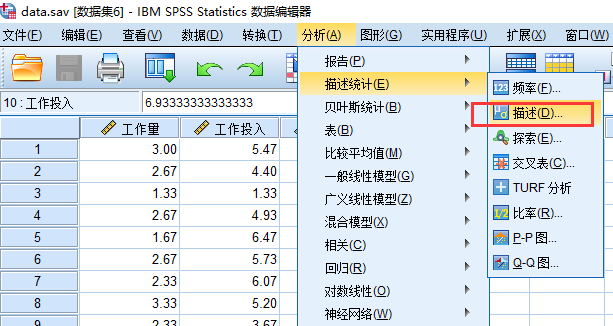 data.sav [数据集6] - IBM SPSS Statistics 数据编辑器
文件(F) 编辑(E) 查看(V) 数据(D) 转换(T) 分析(A) 图形(G) 实用程序(U) 扩展(X) 窗口(W)
报告(P)
描述统计(E)
贝叶斯统计(B)
表(B)
比较平均值(M)
一般线性模型(G)
广义线性模型(Z)
混合模型(X)
相关(C)
回归(R)
对数线性(O)
神经网络(W)
123 频率(F)...
描述(D)...
探索(E)...
交叉表(C)...
TURF 分析
1/2 比率(R)...
P-P 图...
Q-Q 图...
10 : 工作投入 6.93333333333333
工作量 工作投入
1 3.00 5.47
2 2.67 4.40
3 1.33 1.33
4 2.67 4.93
5 1.67 6.47
6 2.67 5.73
7 2.33 6.07
8 3.33 5.20
9 2.33 3.67